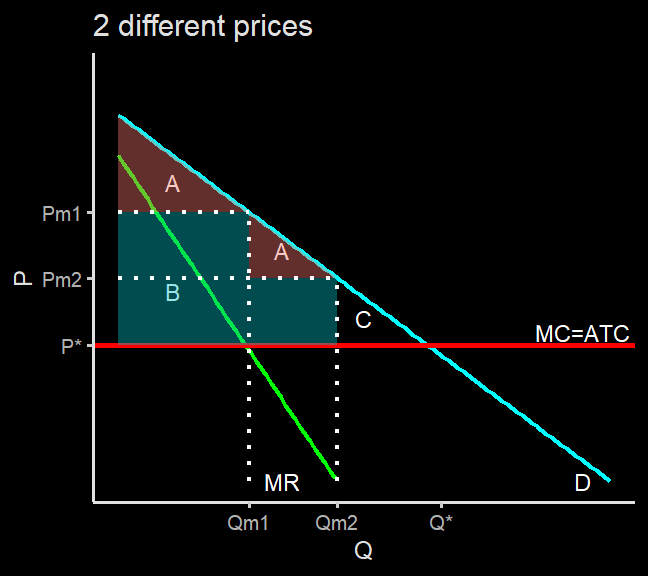 2 different prices
A
Pm1
A
P
Pm2
B
C
MC=ATC
P*
MR
D
Qm1
Qm2
Q*
Q